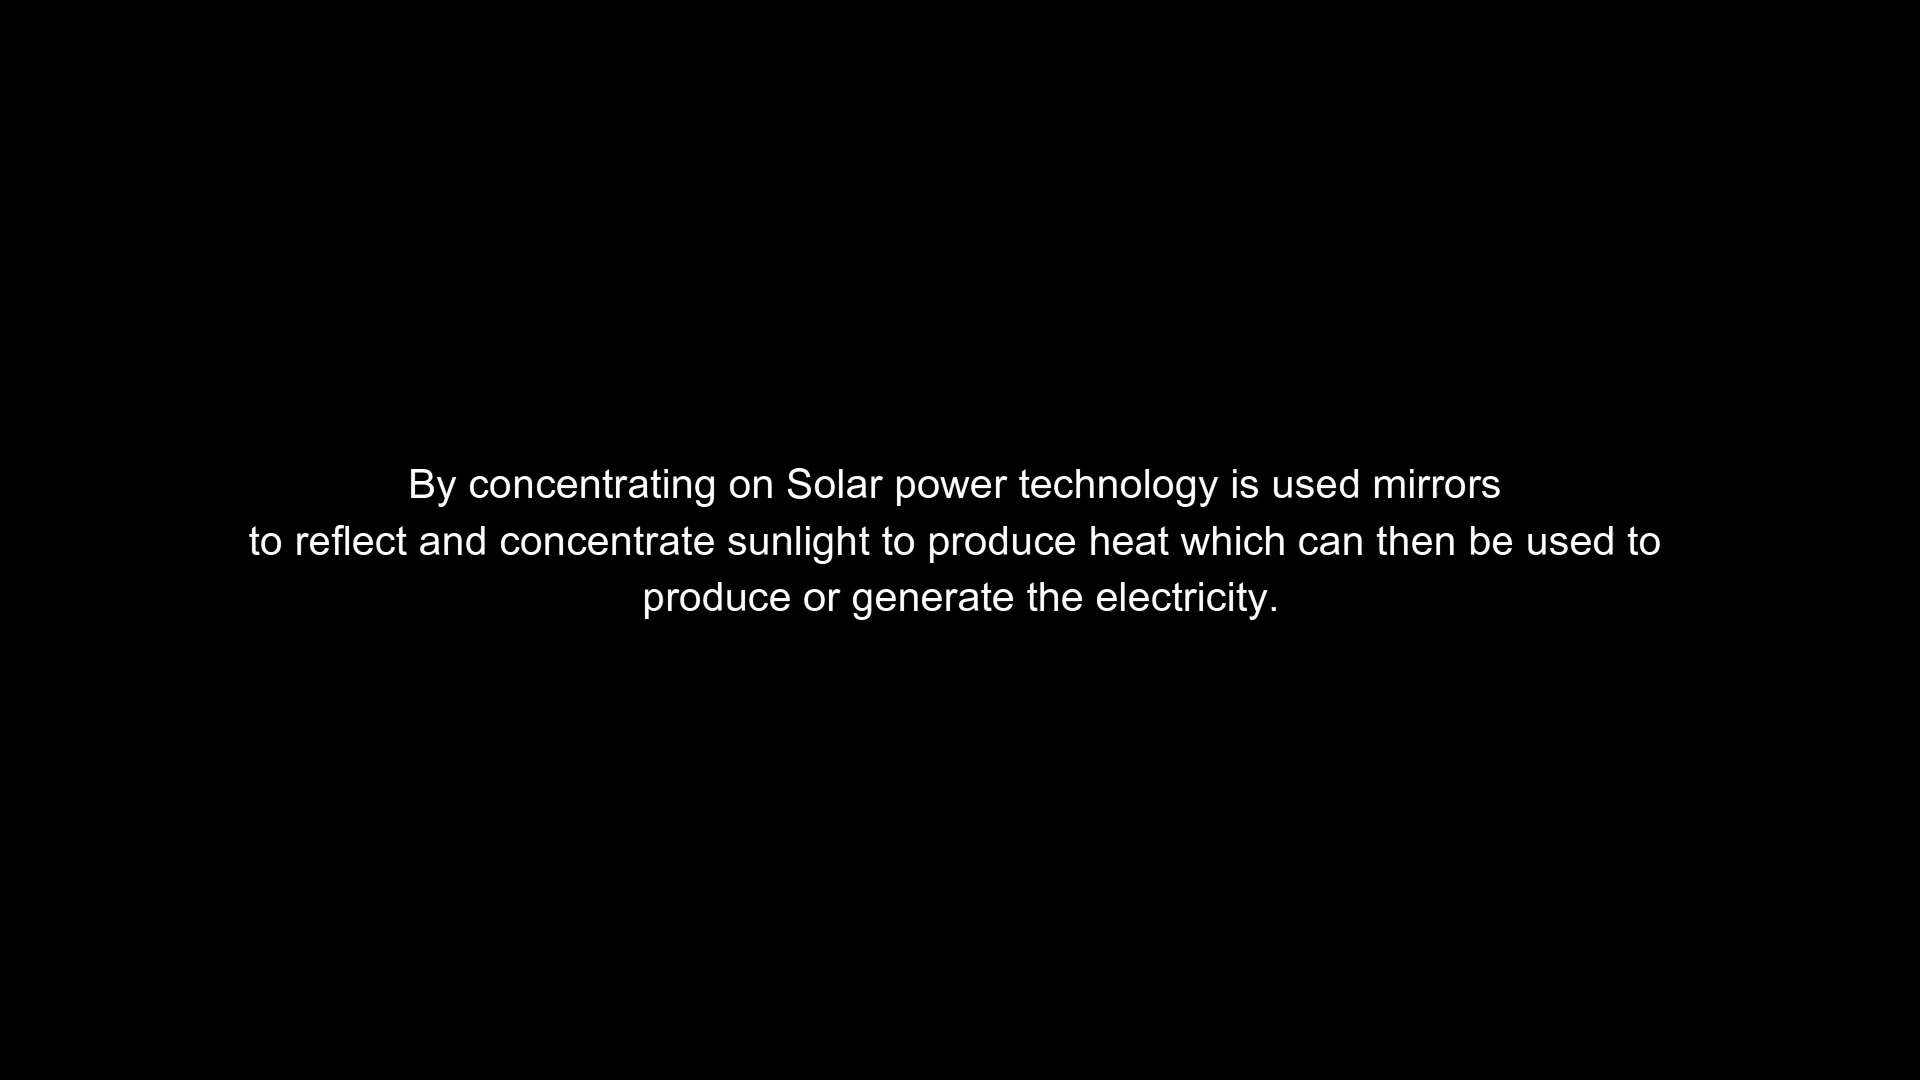 By concentrating on Solar power technology is used mirrors
to reflect and concentrate sunlight to produce heat which can then be used to
produce or generate the electricity.